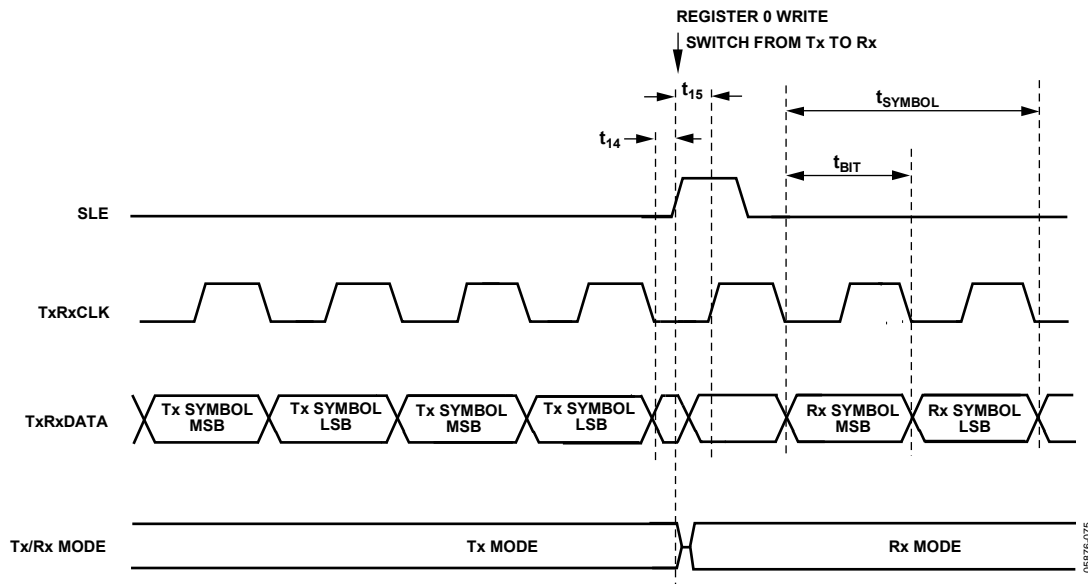 REGISTER 0 WRITE
SWITCH FROM Tx TO Rx
t15
tSYMBOL
t14
tBIT
SLE
TxRxCLK
TxRxDATA
Tx SYMBOL
MSB
Tx SYMBOL
LSB
Tx SYMBOL
MSB
Tx SYMBOL
LSB
Rx SYMBOL
MSB
Rx SYMBOL
LSB
Tx/Rx MODE
Tx MODE
Rx MODE
05876-075